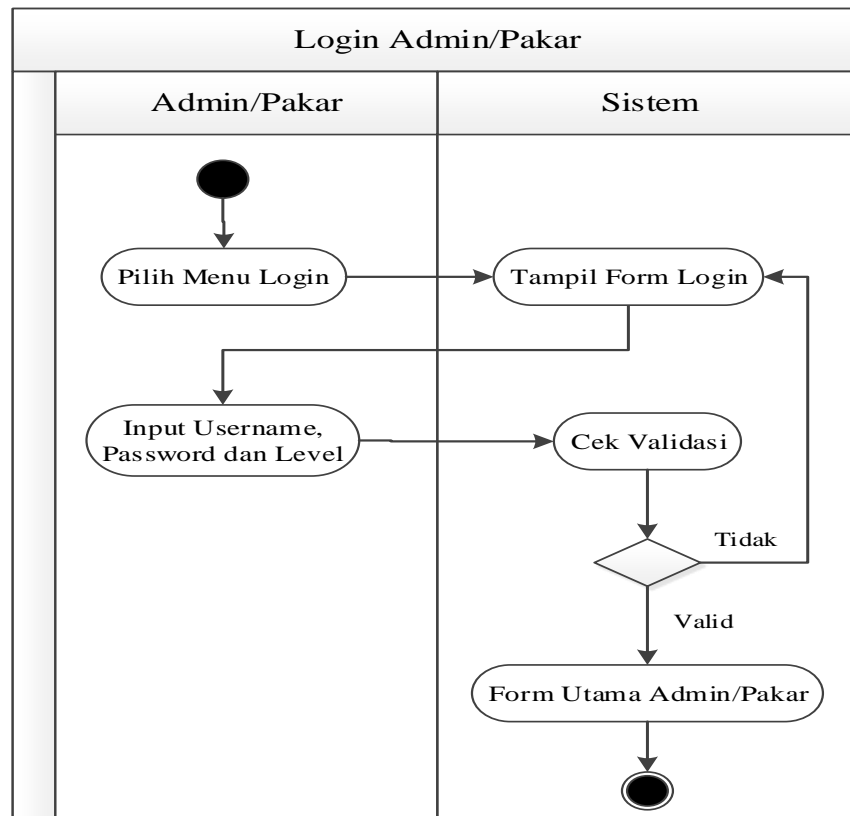 Login Admin/Pakar
Admin/Pakar
Sistem
Pilih Menu Login
Tampil Form Login
Input Username,
Password dan Level
Cek Validasi
Tidak
Valid
Form Utama Admin/Pakar